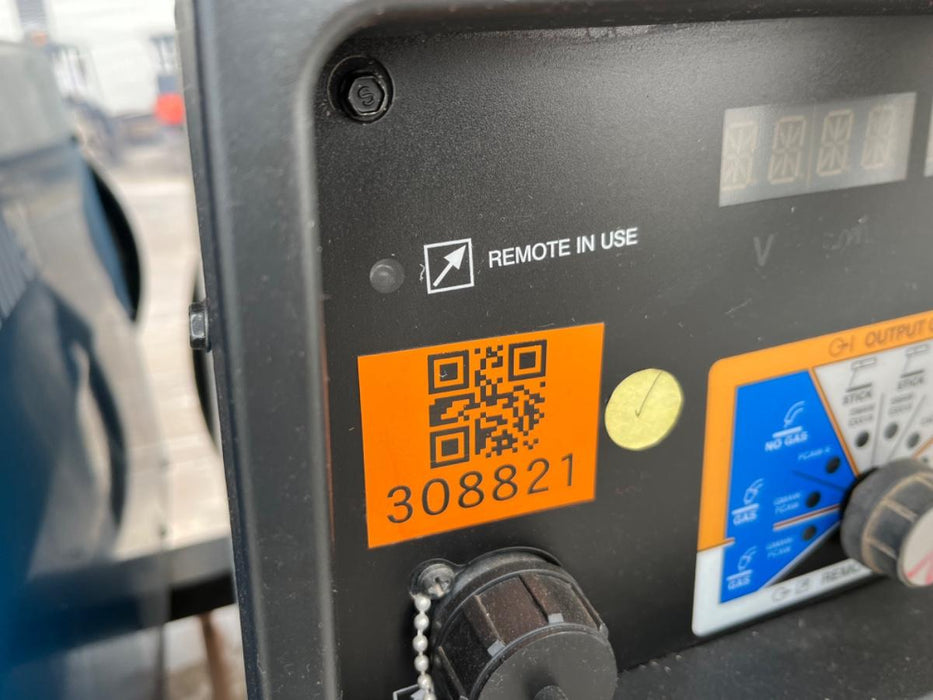 S
REMOTE IN USE
V
308821
OUTPUT
STICK
STICK
NO GAS
GAS
GAS